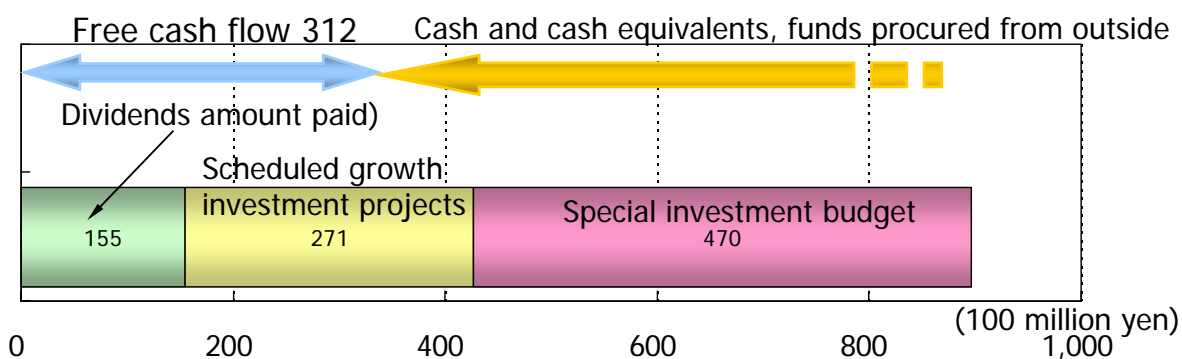 Free cash flow 312
Cash and cash equivalents, funds procured from outside
Dividends amount paid)
Scheduled growth
investment projects
Special investment budget
155
271
470
(100 million yen)
0
200
400
600
800
1,000